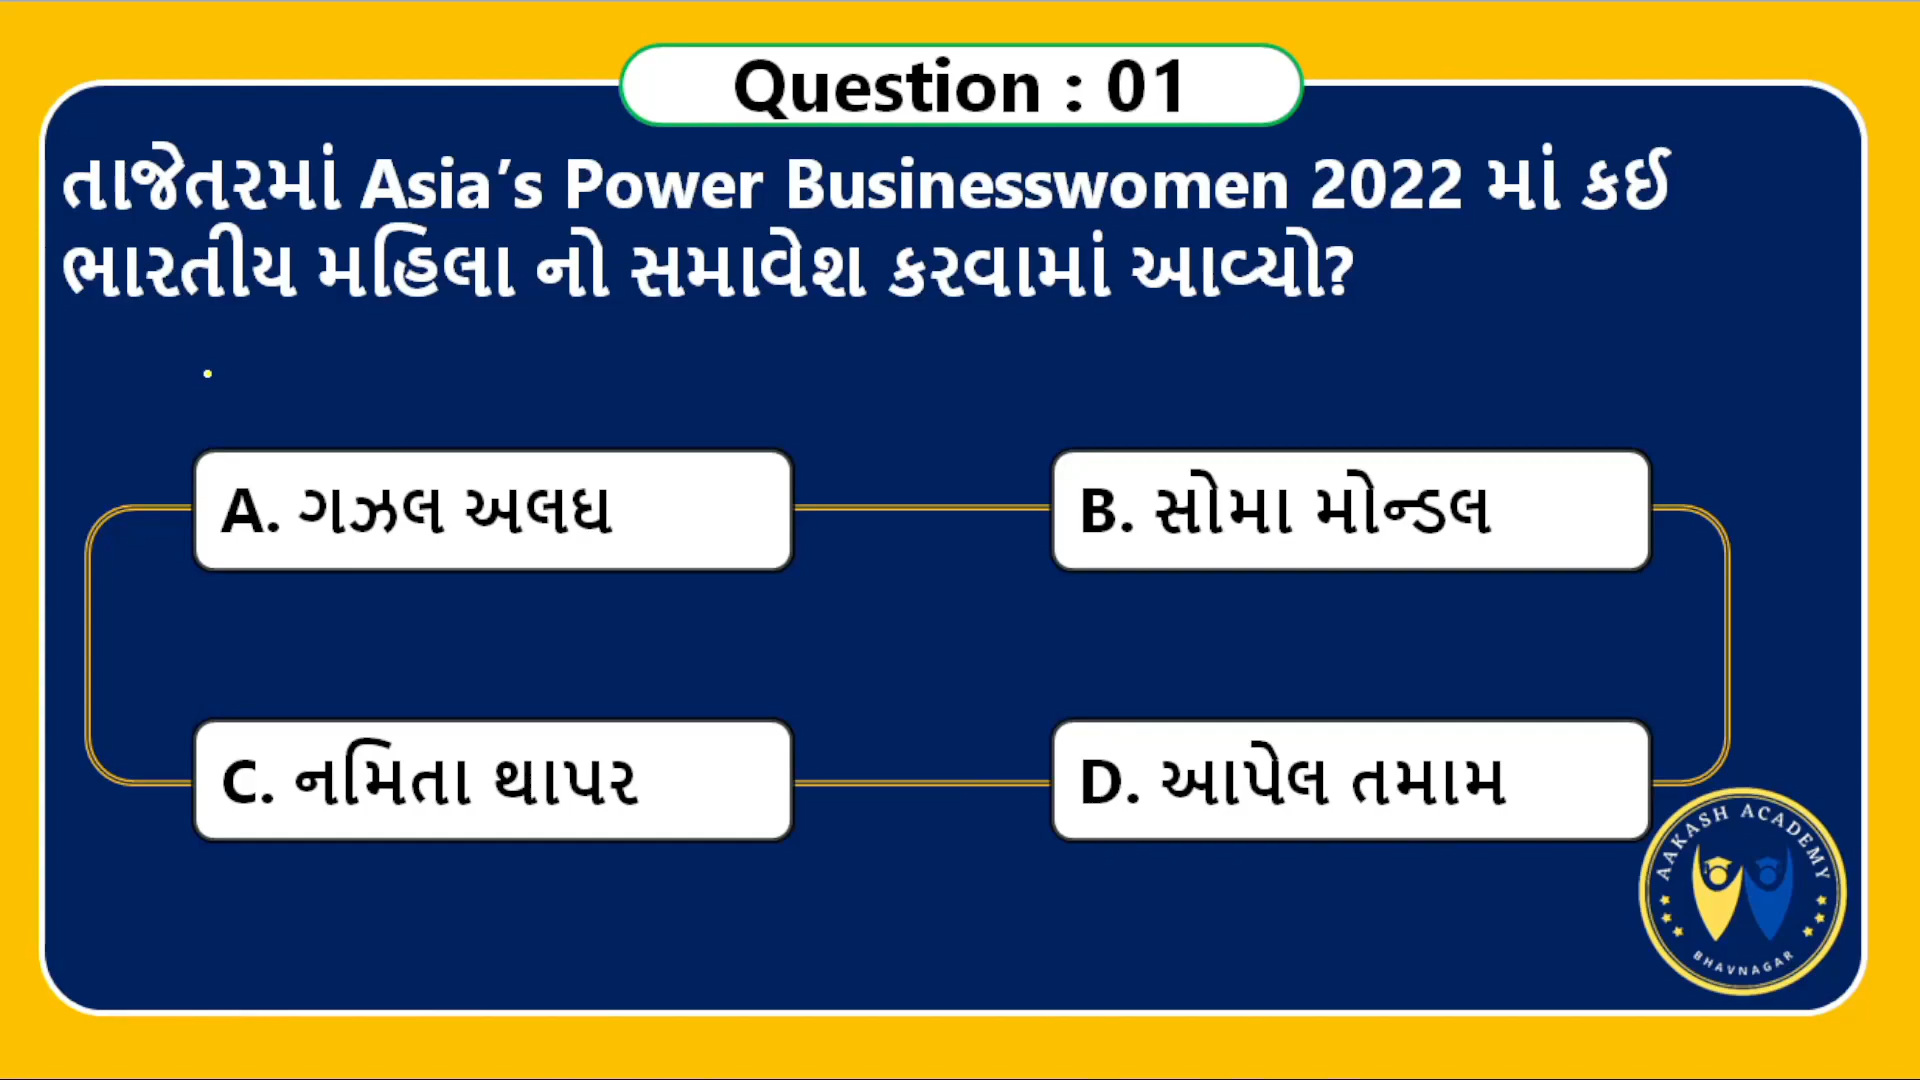 Question : 01
તાજેતરમાં Asia’s Power Businesswomen 2022 માં કઈ
ભારતીય મહિલા નો સમાવેશ કરવામાં આવ્યો?
A. ગઝલ અલઘ
B. સોમા મોન્ડલ
C. નમિતા થાપર
D. આપેલ તમામ
AAKASH ACADEMY
BHAVNAGAR